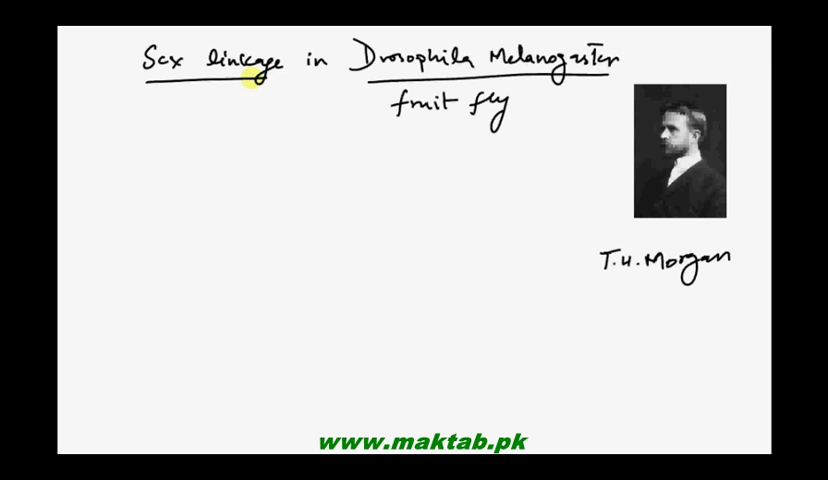 Sex linkage in Drosophila Melanogaster
fruit fly
T.H. Morgan
www.maktab.pk